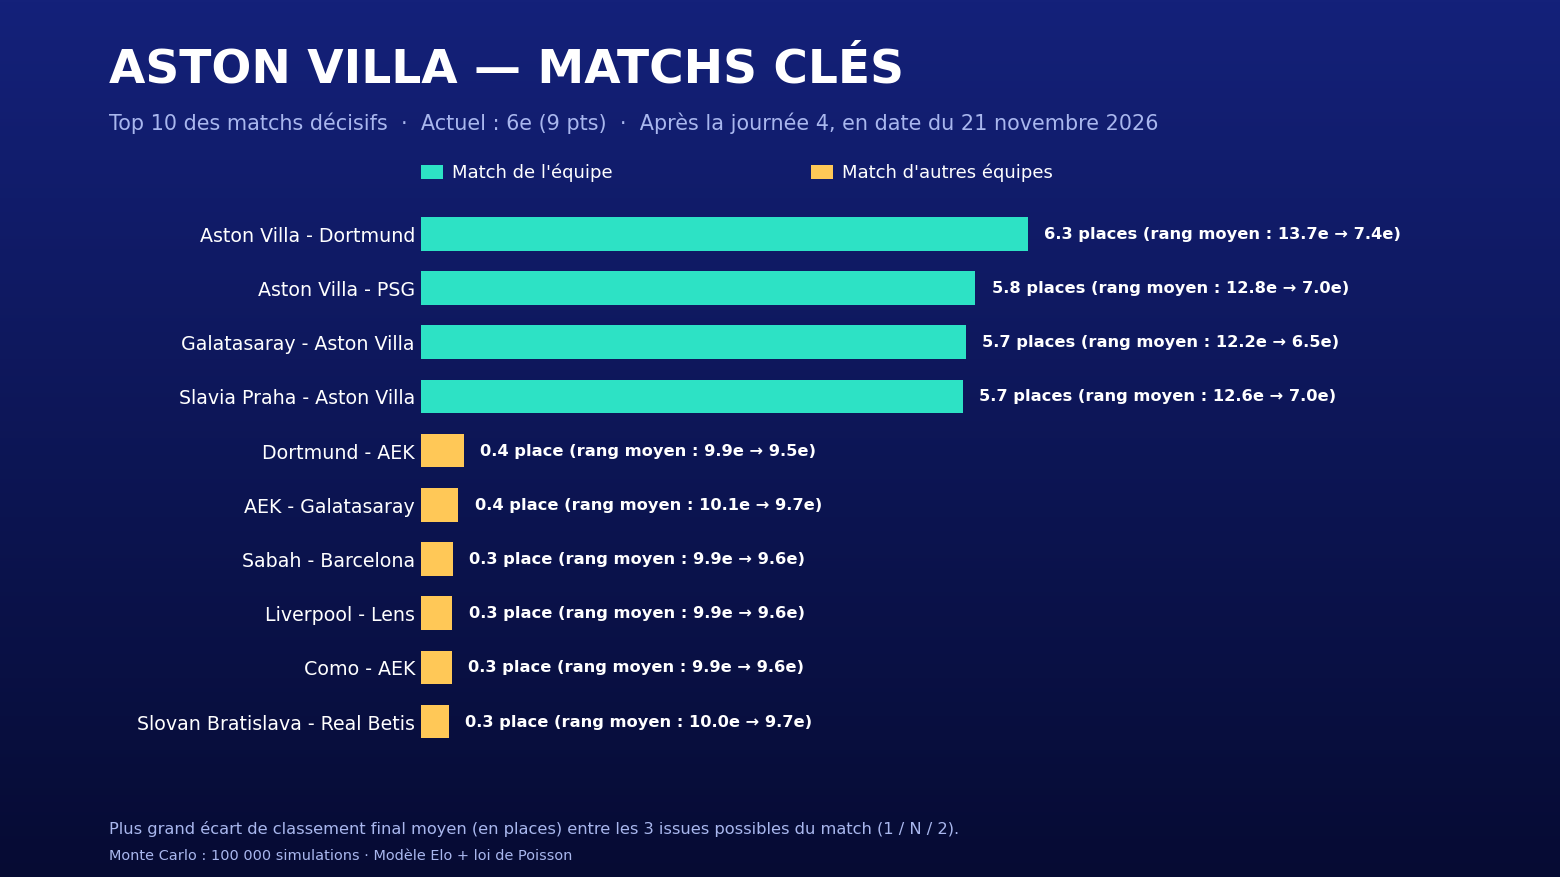 ASTON VILLA — MATCHS CLÉS
Top 10 des matchs décisifs · Actuel : 6e (9 pts) · Après la journée 4, en date du 21 novembre 2026
Match de l'équipe Match d'autres équipes
Aston Villa - Dortmund 6.3 places (rang moyen : 13.7e → 7.4e)
Aston Villa - PSG 5.8 places (rang moyen : 12.8e → 7.0e)
Galatasaray - Aston Villa 5.7 places (rang moyen : 12.2e → 6.5e)
Slavia Praha - Aston Villa 5.7 places (rang moyen : 12.6e → 7.0e)
Dortmund - AEK 0.4 place (rang moyen : 9.9e → 9.5e)
AEK - Galatasaray 0.4 place (rang moyen : 10.1e → 9.7e)
Sabah - Barcelona 0.3 place (rang moyen : 9.9e → 9.6e)
Liverpool - Lens 0.3 place (rang moyen : 9.9e → 9.6e)
Como - AEK 0.3 place (rang moyen : 9.9e → 9.6e)
Slovan Bratislava - Real Betis 0.3 place (rang moyen : 10.0e → 9.7e)
Plus grand écart de classement final moyen (en places) entre les 3 issues possibles du match (1 / N / 2).
Monte Carlo : 100 000 simulations · Modèle Elo + loi de Poisson